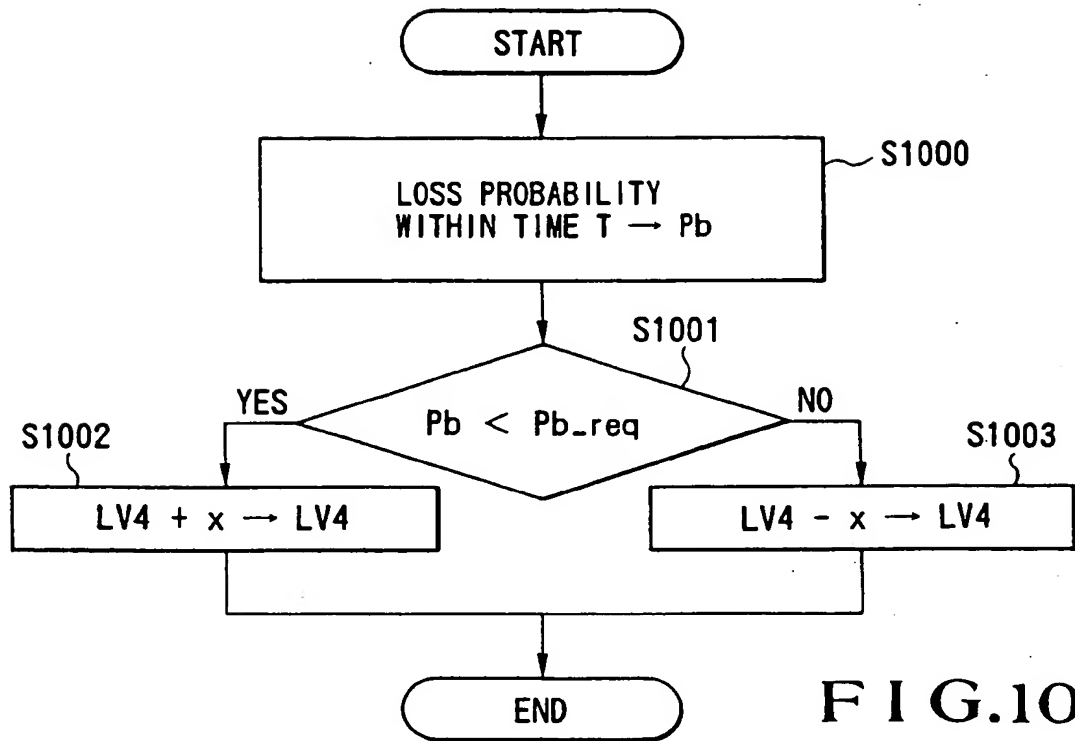 START
S1000
LOSS PROBABILITY
WITHIN TIME T → Pb
S1001
YES
Pb < Pb_req
NO
S1002
S1003
LV4 + x → LV4
LV4 - x → LV4
END
FIG.10